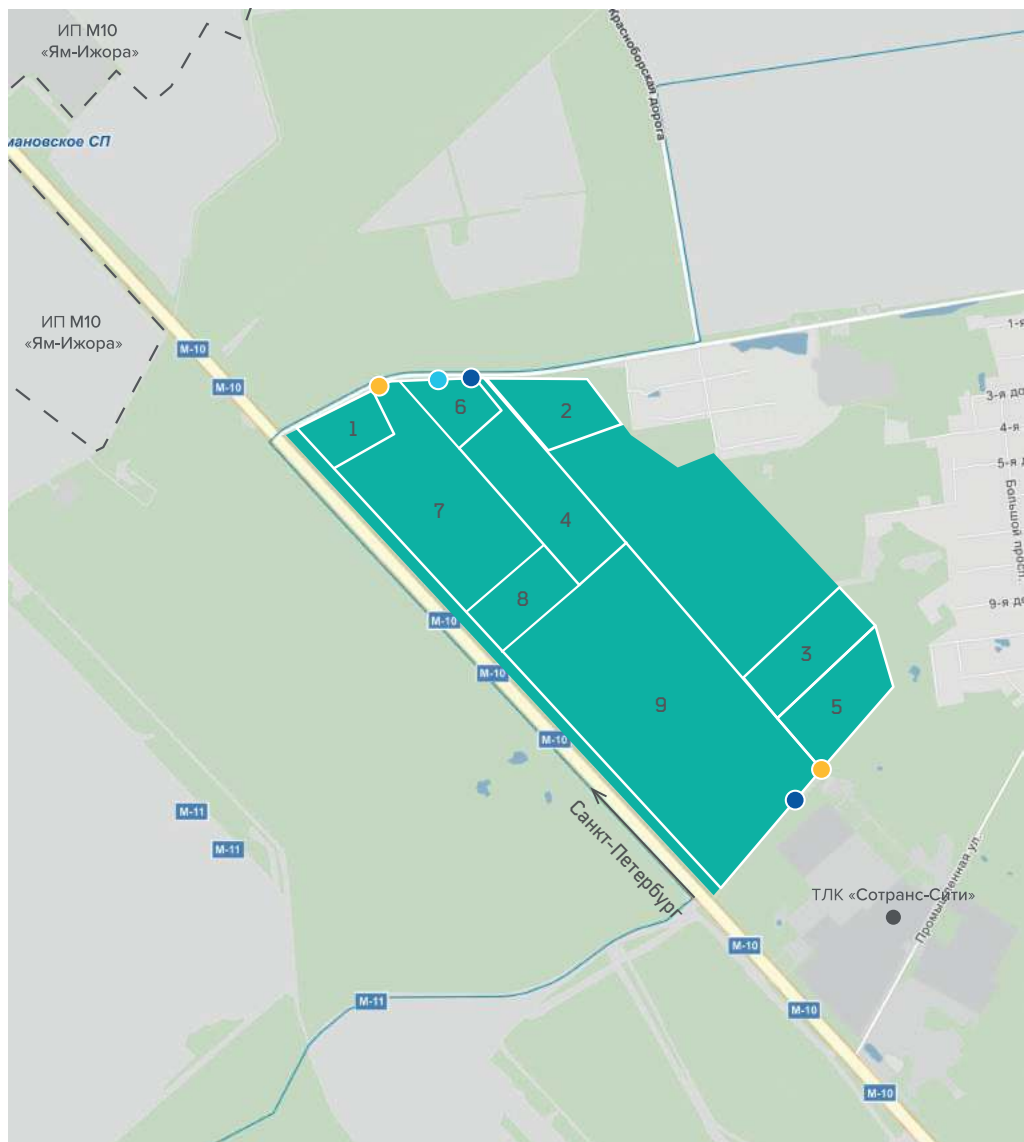 ИП М10
«Ям-Ижора»
Красноборская дорога
мановское СП
ИП М10
«Ям-Ижора»
М-10
М-10
1-я
3-я до
4-я
5-я д
Большой просп.
9-я де
1
6
2
7
4
8
3
9
5
М-10
М-10
М-10
М-11
М-11
Санкт-Петербург
ТЛК «Сотранс-Сити»
Промышленная ул.
М-10
М-11
М-10
М-10